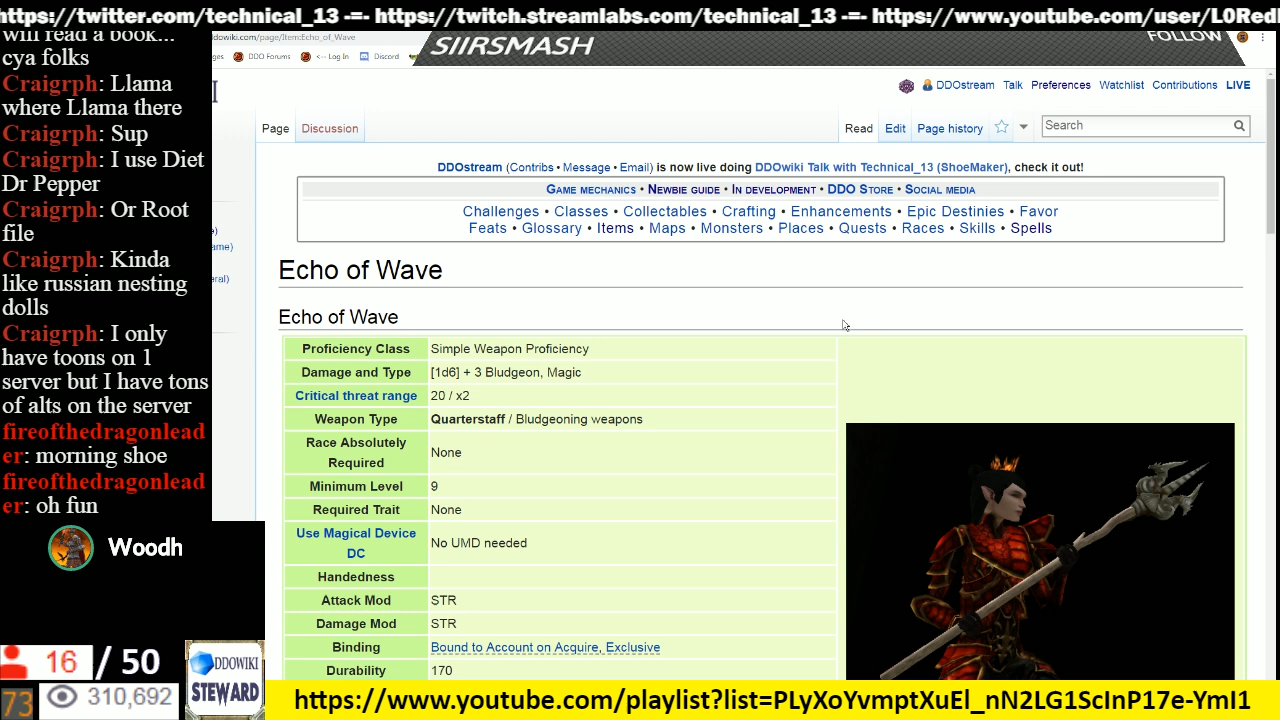 https://twitter.com/technical_13 -=- https://twitch.streamlabs.com/technical_13 -=- https://www.youtube.com/user/L0RedI
will read a book...
cya folks
Craigrph: Llama
where Llama there
Craigrph: Sup
Craigrph: I use Diet
Dr Pepper
Craigrph: Or Root
file
Craigrph: Kinda
like russian nesting
dolls
Craigrph: I only
have toons on 1
server but I have tons
of alts on the server
fireofthedragonlead
er: morning shoe
fireofthedragonlead
er: oh fun
Woodh
16 / 50
73 310,692
DDOWIKI
STEWARD
ddowiki.com/page/Item:Echo_of_Wave
SIIRSMASH
FOLLOW
ges DDO Forums <-- Log In Discord
DDOstream Talk Preferences Watchlist Contributions LIVE
Page Discussion Read Edit Page history Search
DDOstream (Contribs • Message • Email) is now live doing DDOwiki Talk with Technical_13 (ShoeMaker), check it out!
Game mechanics • Newbie guide • In development • DDO Store • Social media
Challenges • Classes • Collectables • Crafting • Enhancements • Epic Destinies • Favor
Feats • Glossary • Items • Maps • Monsters • Places • Quests • Races • Skills • Spells
Echo of Wave
Echo of Wave
Proficiency Class Simple Weapon Proficiency
Damage and Type [1d6] + 3 Bludgeon, Magic
Critical threat range 20 / x2
Weapon Type Quarterstaff / Bludgeoning weapons
Race Absolutely
Required None
Minimum Level 9
Required Trait None
Use Magical Device
DC No UMD needed
Handedness
Attack Mod STR
Damage Mod STR
Binding Bound to Account on Acquire, Exclusive
Durability 170
https://www.youtube.com/playlist?list=PLyXoYvmptXuEl_nN2LG1ScInP17e-YmI1